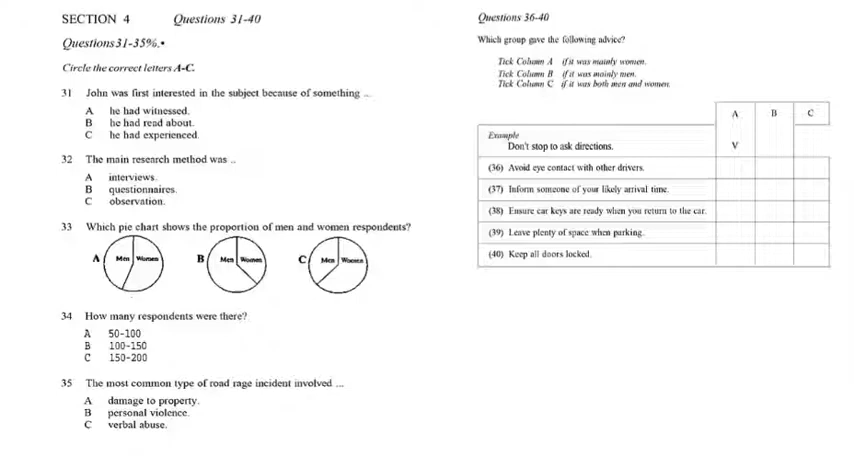 SECTION 4 Questions 31-40
Questions 31-35%.•
Circle the correct letters A-C.
31 John was first interested in the subject because of something ...
A he had witnessed.
B he had read about.
C he had experienced.
32 The main research method was ..
A interviews.
B questionnaires.
C observation.
33 Which pie chart shows the proportion of men and women respondents?
A Men Women B Men Women C Men Women
34 How many respondents were there?
A 50-100
B 100-150
C 150-200
35 The most common type of road rage incident involved ...
A damage to property.
B personal violence.
C verbal abuse.
Questions 36-40
Which group gave the following advice?
Tick Column A if it was mainly women.
Tick Column B if it was mainly men.
Tick Column C if it was both men and women.
A B C
Example
Don't stop to ask directions. V
(36) Avoid eye contact with other drivers.
(37) Inform someone of your likely arrival time.
(38) Ensure car keys are ready when you return to the car.
(39) Leave plenty of space when parking.
(40) Keep all doors locked.